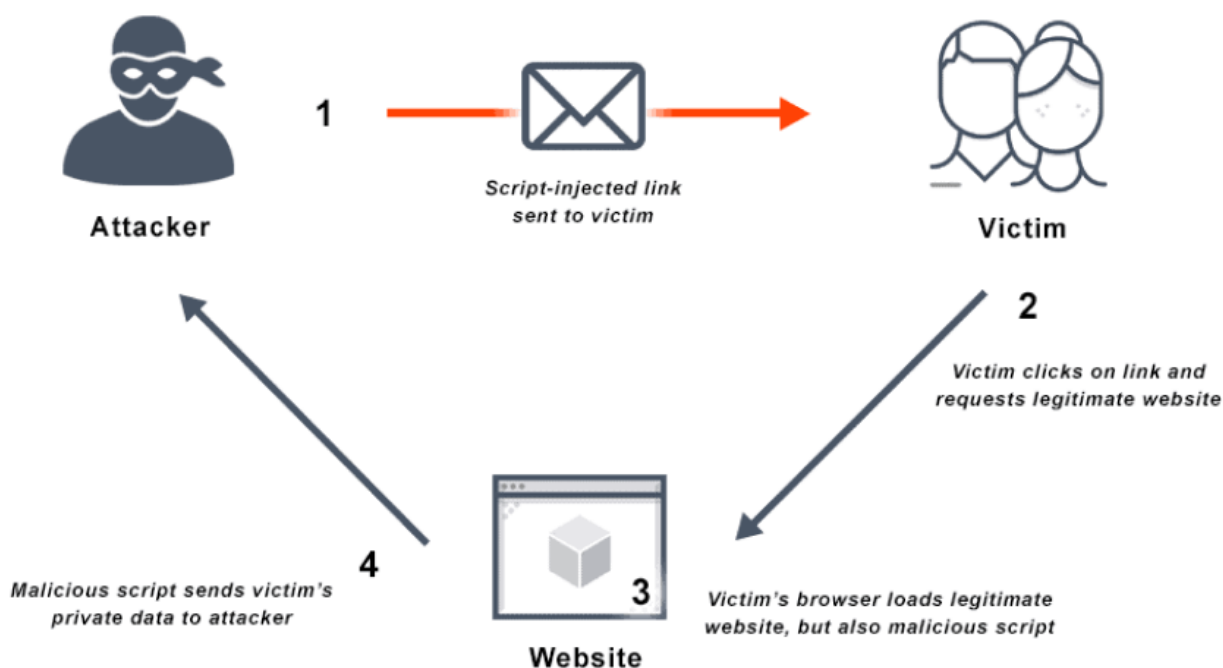 1
Script-injected link
sent to victim
Attacker
Victim
2
Victim clicks on link and
requests legitimate website
3
Victim's browser loads legitimate
website, but also malicious script
4
Malicious script sends victim's
private data to attacker
Website